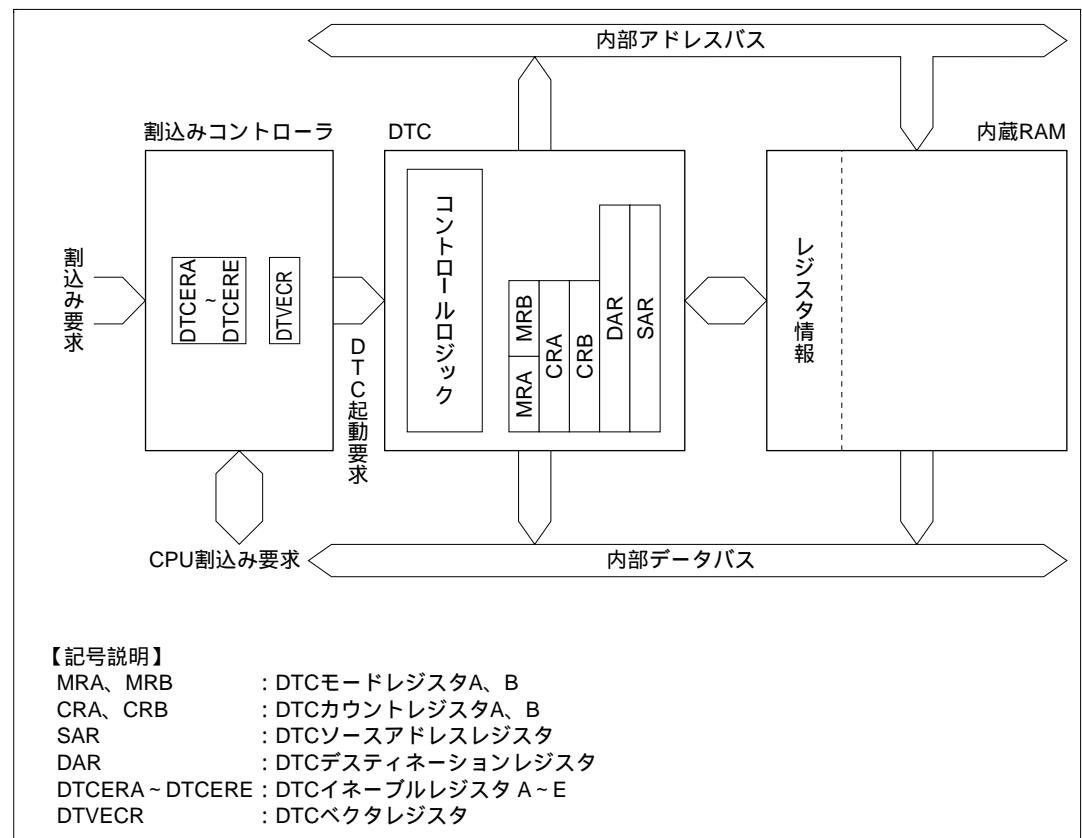 内部アドレスバス
割込みコントローラ
DTC
内蔵RAM
割込み要求
DTCERA
~
DTCERE
DTVECR
DTC起動要求
コントロールロジック
MRA
MRB
CRA
CRB
DAR
SAR
レジスタ情報
CPU割込み要求
内部データバス
【記号説明】
MRA、MRB : DTCモードレジスタA、B
CRA、CRB : DTCカウントレジスタA、B
SAR : DTCソースアドレスレジスタ
DAR : DTCデスティネーションレジスタ
DTCERA~DTCERE : DTCイネーブルレジスタ A~E
DTVECR : DTCベクタレジスタ